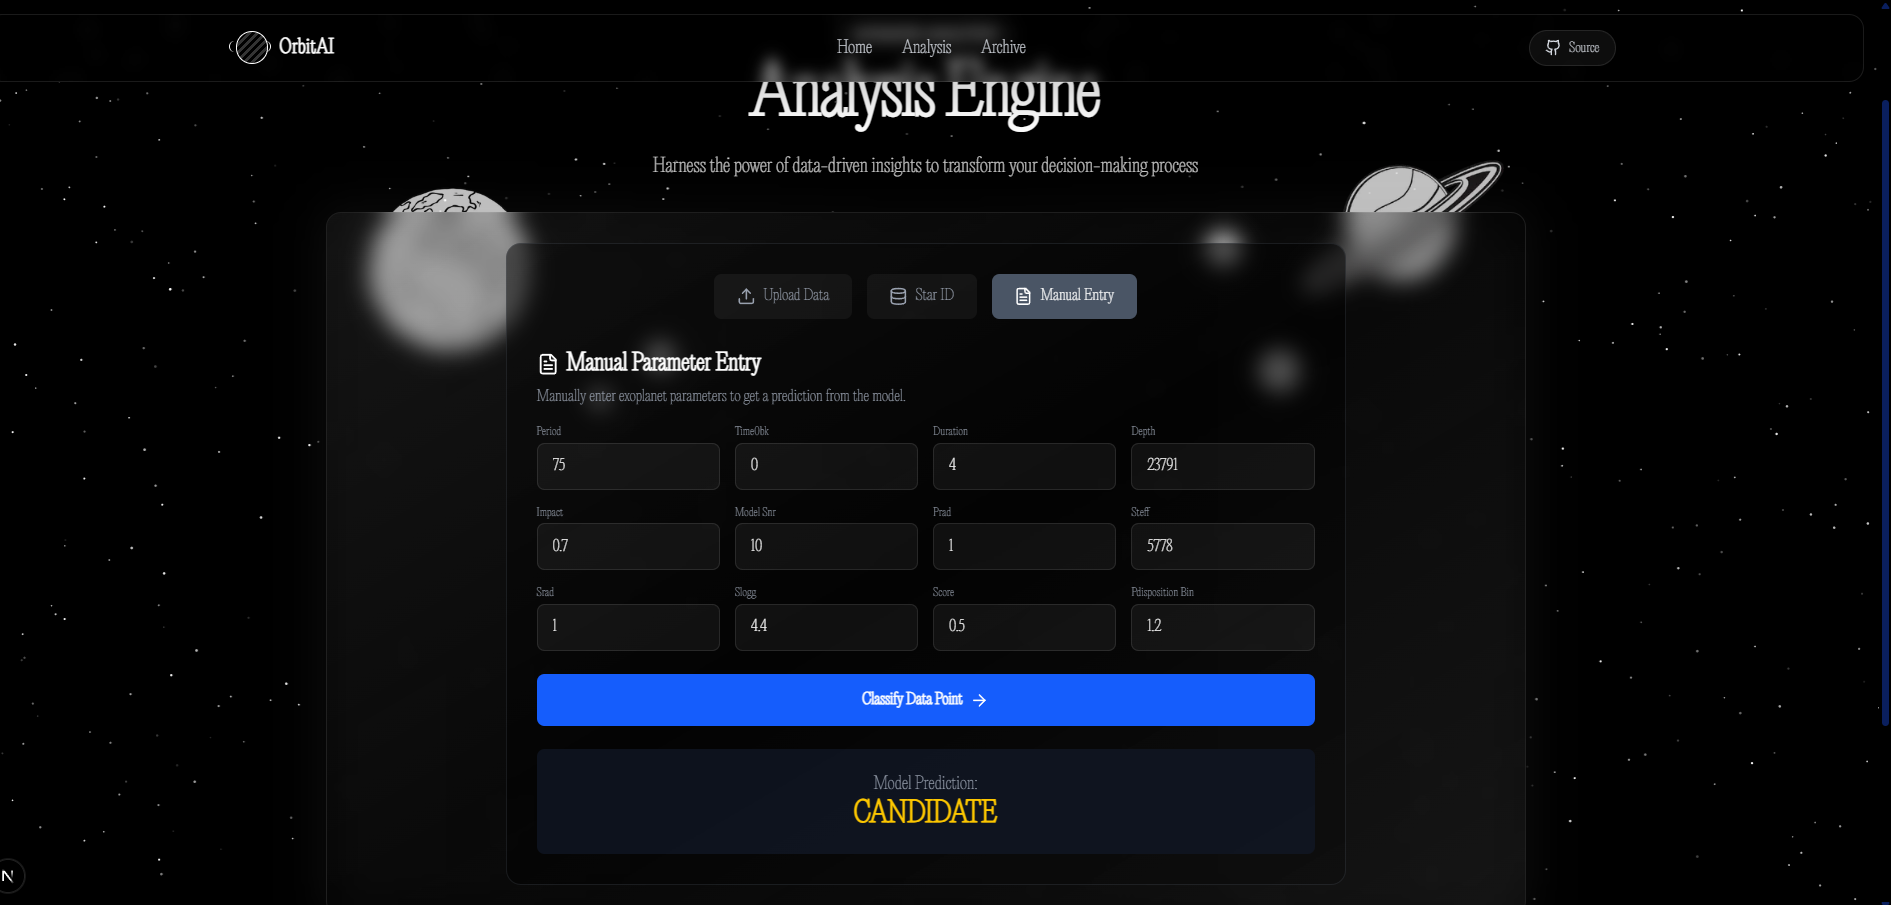 OrbitAI
Home Analysis Archive
Source
Analysis Engine
Harness the power of data-driven insights to transform your decision-making process
Upload Data Star ID Manual Entry
Manual Parameter Entry
Manually enter exoplanet parameters to get a prediction from the model.
Period Time0bk Duration Depth
75 0 4 23791
Impact Model Snr Prad Steff
0.7 10 1 5778
Srad Slogg Score Pdisposition Bin
1 4.4 0.5 1.2
Classify Data Point
Model Prediction:
CANDIDATE
N